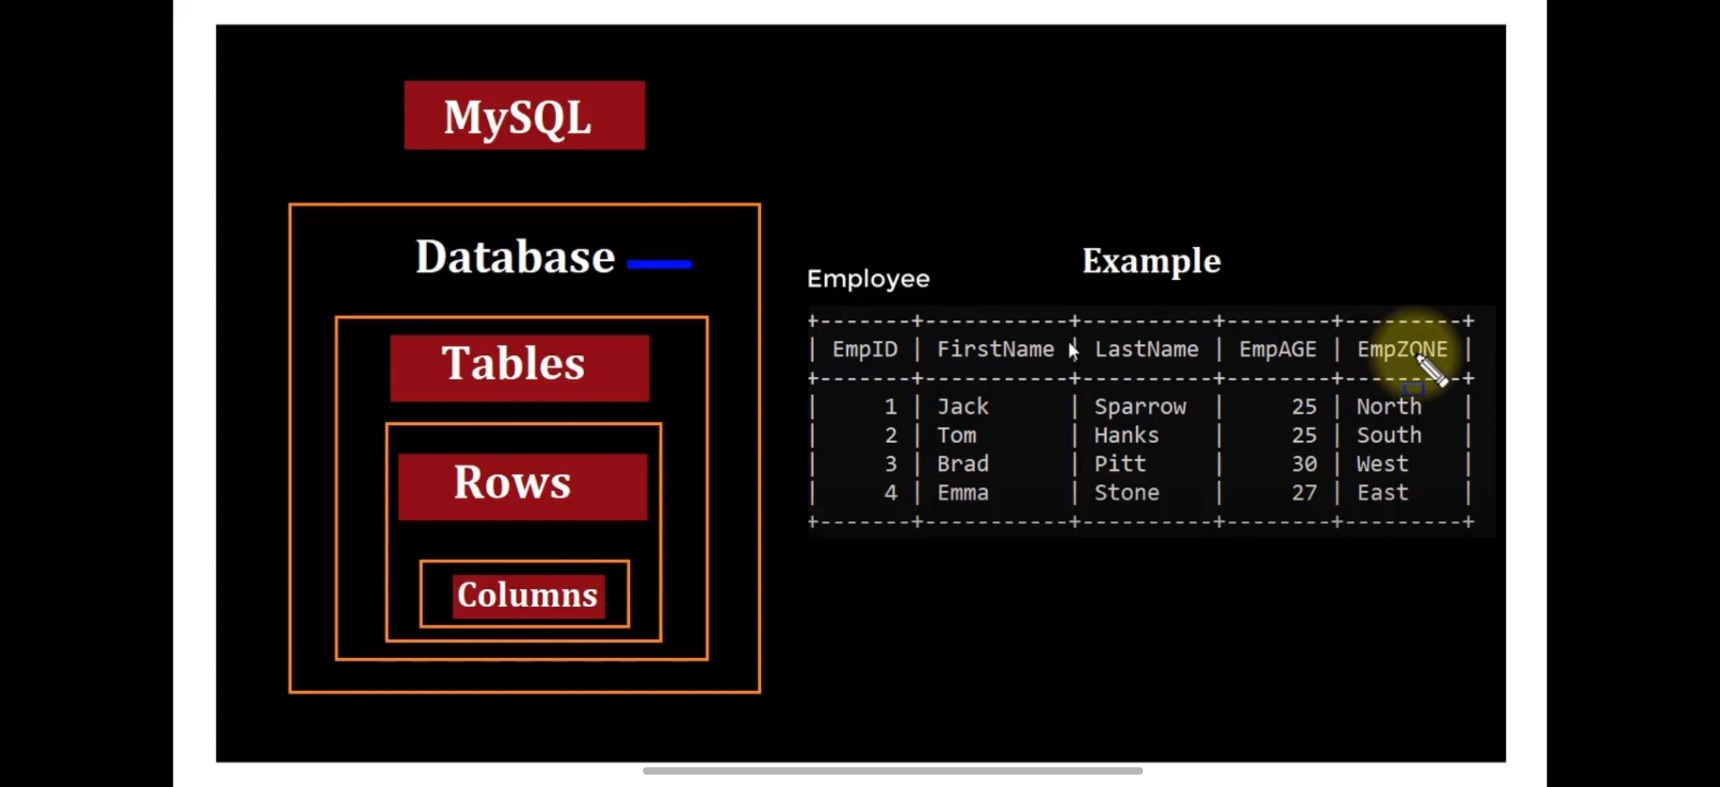 MySQL
Database
Tables
Rows
Columns
Example
Employee
+-------+-----------+----------+--------+---------+
| EmpID | FirstName | LastName | EmpAGE | EmpZONE |
+-------+-----------+----------+--------+---------+
| 1 | Jack | Sparrow | 25 | North |
| 2 | Tom | Hanks | 25 | South |
| 3 | Brad | Pitt | 30 | West |
| 4 | Emma | Stone | 27 | East |
+-------+-----------+----------+--------+---------+